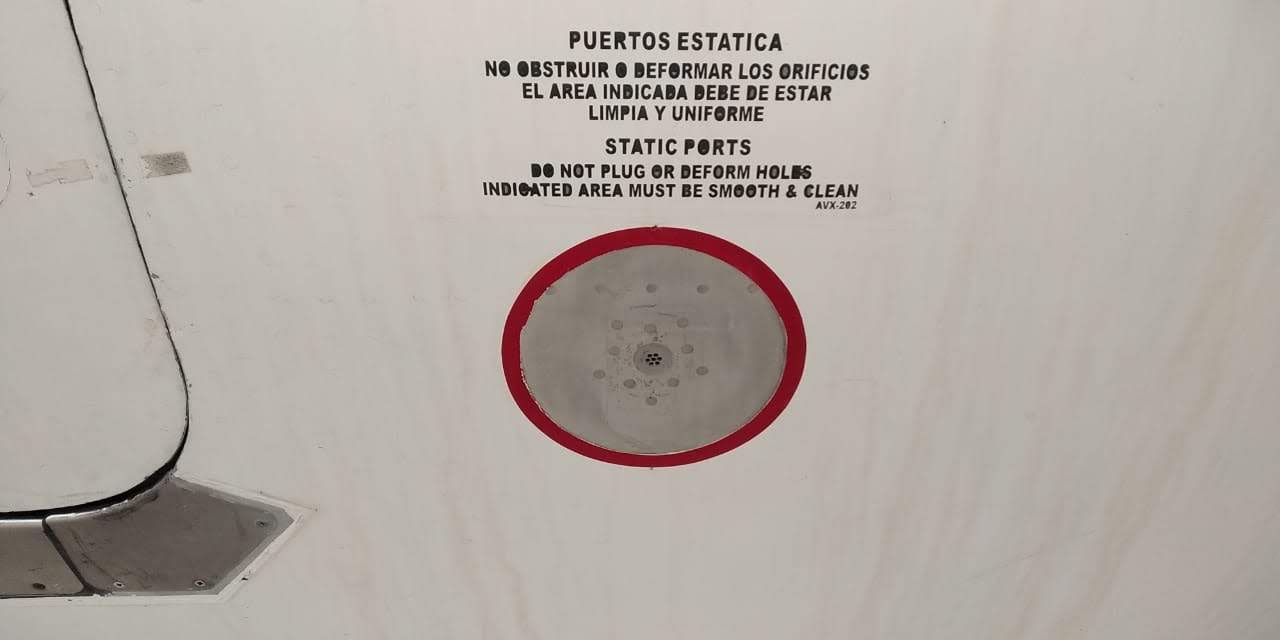 PUERTOS ESTATICA
NO OBSTRUIR O DEFORMAR LOS ORIFICIOS
EL AREA INDICADA DEBE DE ESTAR
LIMPIA Y UNIFORME
STATIC PORTS
DO NOT PLUG OR DEFORM HOLES
INDICATED AREA MUST BE SMOOTH & CLEAN
AVX-202